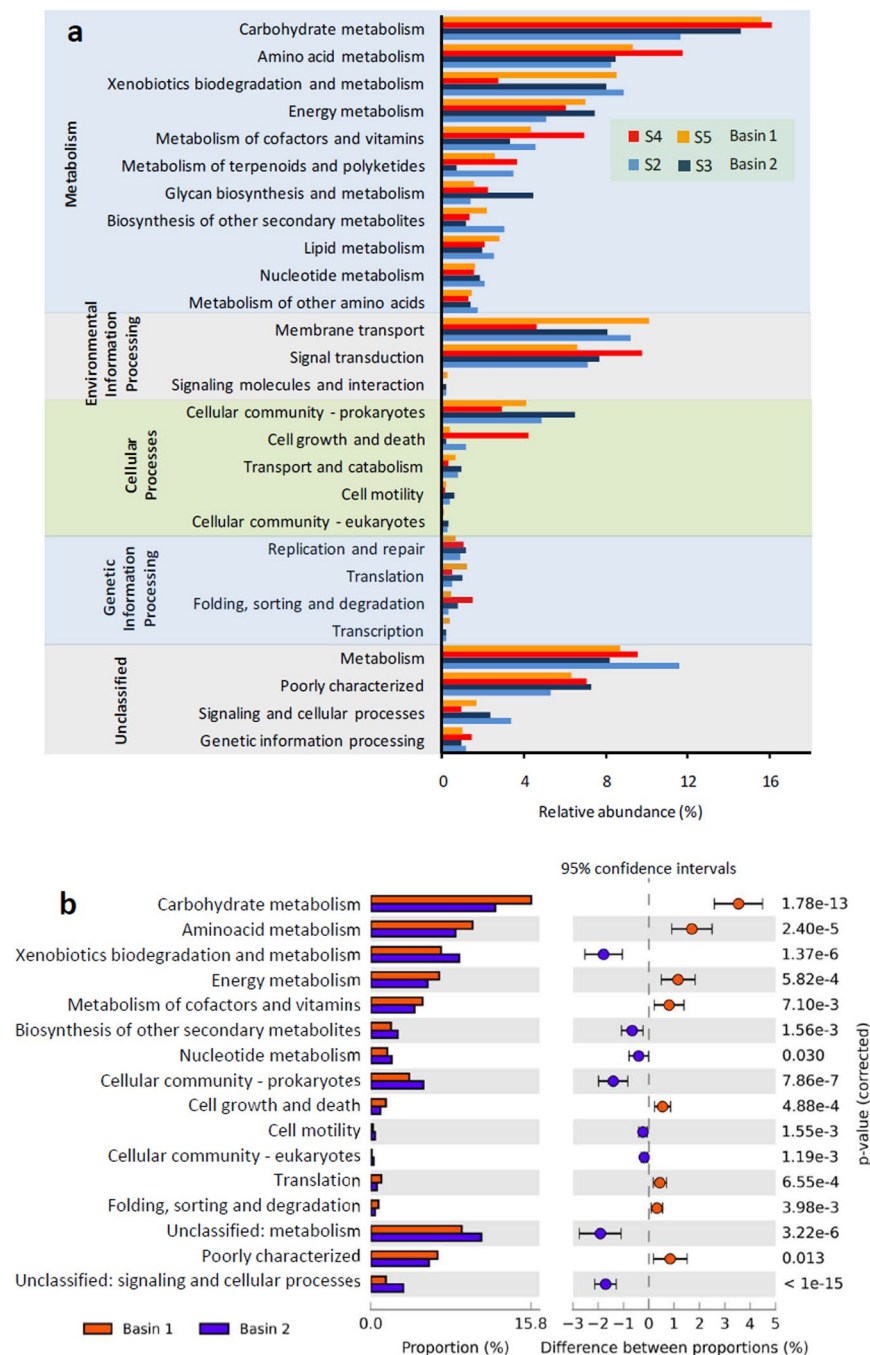 a
Carbohydrate metabolism
Amino acid metabolism
Xenobiotics biodegradation and metabolism
Energy metabolism
Metabolism of cofactors and vitamins
Metabolism of terpenoids and polyketides
Glycan biosynthesis and metabolism
Biosynthesis of other secondary metabolites
Lipid metabolism
Nucleotide metabolism
Metabolism of other amino acids
Metabolism
S4 S5 Basin 1
S2 S3 Basin 2
Membrane transport
Signal transduction
Signaling molecules and interaction
Environmental
Information
Processing
Cellular community - prokaryotes
Cell growth and death
Transport and catabolism
Cell motility
Cellular community - eukaryotes
Cellular
Processes
Replication and repair
Translation
Folding, sorting and degradation
Transcription
Genetic
Information
Processing
Metabolism
Poorly characterized
Signaling and cellular processes
Genetic information processing
Unclassified
0 4 8 12 16
Relative abundance (%)
b
95% confidence intervals
Carbohydrate metabolism 1.78e-13
Aminoacid metabolism 2.40e-5
Xenobiotics biodegradation and metabolism 1.37e-6
Energy metabolism 5.82e-4
Metabolism of cofactors and vitamins 7.10e-3
Biosynthesis of other secondary metabolites 1.56e-3
Nucleotide metabolism 0.030
Cellular community - prokaryotes 7.86e-7
Cell growth and death 4.88e-4
Cell motility 1.55e-3
Cellular community - eukaryotes 1.19e-3
Translation 6.55e-4
Folding, sorting and degradation 3.98e-3
Unclassified: metabolism 3.22e-6
Poorly characterized 0.013
Unclassified: signaling and cellular processes < 1e-15
p-value (corrected)
0.0 15.8 −3 −2 −1 0 1 2 3 4 5
Basin 1 Basin 2 Proportion (%) Difference between proportions (%)